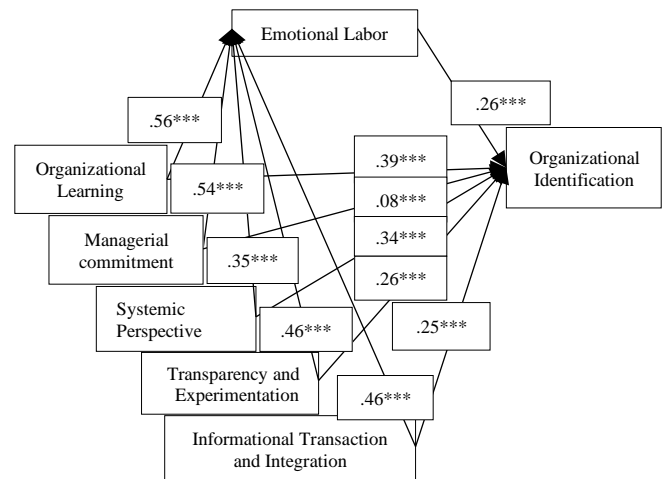 Emotional Labor
.26***
.56***
.39***
Organizational
Identification
Organizational
Learning
.54***
.08***
Managerial
commitment
.35***
.34***
.26***
Systemic
Perspective
.46***
.25***
Transparency and
Experimentation
.46***
Informational Transaction
and Integration